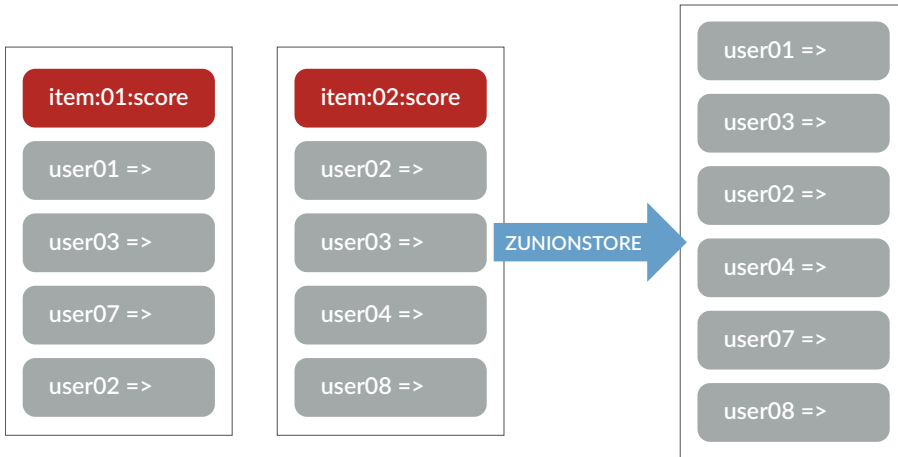 item:01:score
user01 =>
user03 =>
user07 =>
user02 =>
item:02:score
user02 =>
user03 =>
user04 =>
user08 =>
ZUNIONSTORE
user01 =>
user03 =>
user02 =>
user04 =>
user07 =>
user08 =>